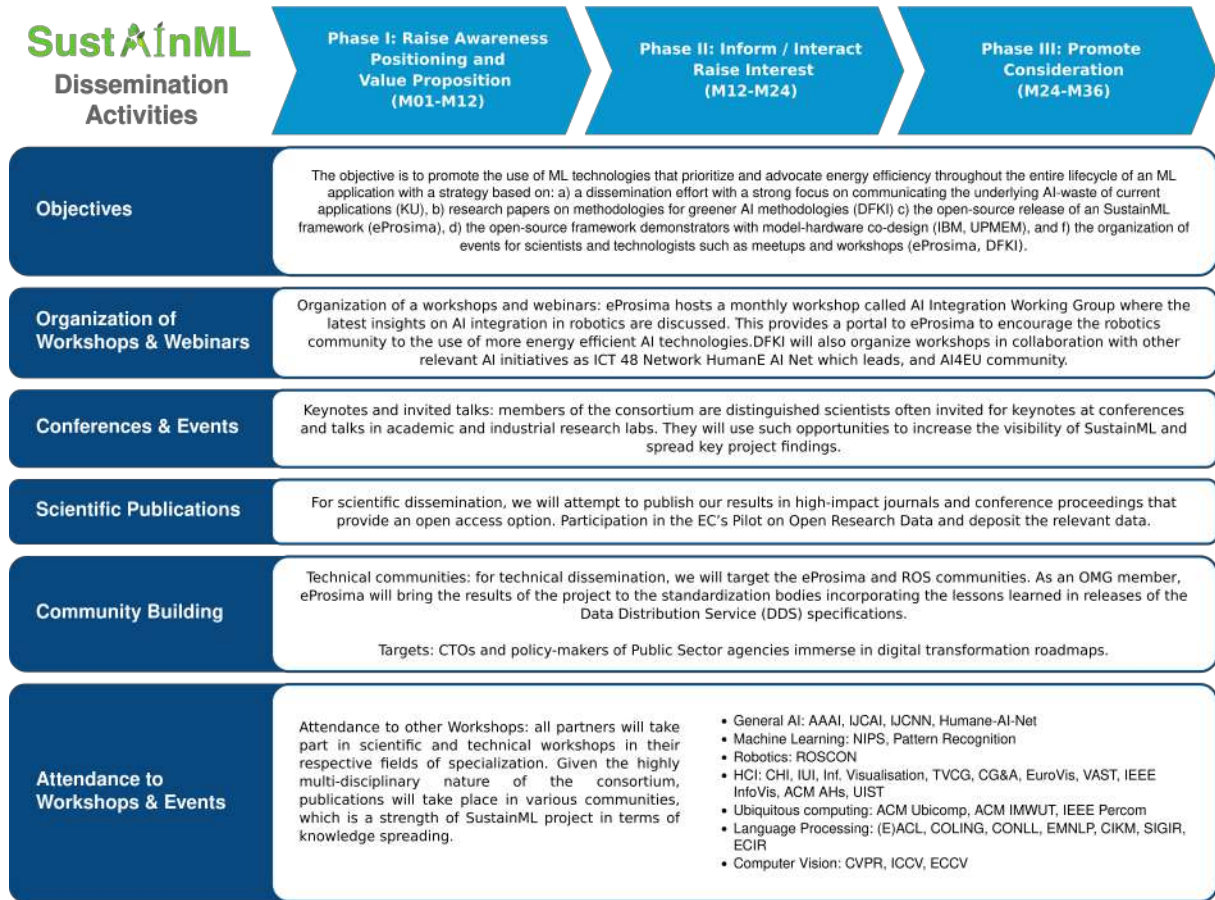 SustAInML
Dissemination
Activities
Phase I: Raise Awareness
Positioning and
Value Proposition
(M01-M12)
Phase II: Inform / Interact
Raise Interest
(M12-M24)
Phase III: Promote
Consideration
(M24-M36)
Objectives
The objective is to promote the use of ML technologies that prioritize and advocate energy efficiency throughout the entire lifecycle of an ML
application with a strategy based on: a) a dissemination effort with a strong focus on communicating the underlying AI-waste of current
applications (KU), b) research papers on methodologies for greener AI methodologies (DFKI) c) the open-source release of an SustainML
framework (eProsima), d) the open-source framework demonstrators with model-hardware co-design (IBM, UPMEM), and f) the organization of
events for scientists and technologists such as meetups and workshops (eProsima, DFKI).
Organization of
Workshops & Webinars
Organization of a workshops and webinars: eProsima hosts a monthly workshop called AI Integration Working Group where the
latest insights on AI integration in robotics are discussed. This provides a portal to eProsima to encourage the robotics
community to the use of more energy efficient AI technologies.DFKI will also organize workshops in collaboration with other
relevant AI initiatives as ICT 48 Network HumanE AI Net which leads, and AI4EU community.
Conferences & Events
Keynotes and invited talks: members of the consortium are distinguished scientists often invited for keynotes at conferences
and talks in academic and industrial research labs. They will use such opportunities to increase the visibility of SustainML and
spread key project findings.
Scientific Publications
For scientific dissemination, we will attempt to publish our results in high-impact journals and conference proceedings that
provide an open access option. Participation in the EC's Pilot on Open Research Data and deposit the relevant data.
Community Building
Technical communities: for technical dissemination, we will target the eProsima and ROS communities. As an OMG member,
eProsima will bring the results of the project to the standardization bodies incorporating the lessons learned in releases of the
Data Distribution Service (DDS) specifications.
Targets: CTOs and policy-makers of Public Sector agencies immerse in digital transformation roadmaps.
Attendance to
Workshops & Events
Attendance to other Workshops: all partners will take
part in scientific and technical workshops in their
respective fields of specialization. Given the highly
multi-disciplinary nature of the consortium,
publications will take place in various communities,
which is a strength of SustainML project in terms of
knowledge spreading.
• General AI: AAAI, IJCAI, IJCNN, Humane-AI-Net
• Machine Learning: NIPS, Pattern Recognition
• Robotics: ROSCON
• HCI: CHI, IUI, Inf. Visualisation, TVCG, CG&A, EuroVis, VAST, IEEE
InfoVis, ACM AHs, UIST
• Ubiquitous computing: ACM Ubicomp, ACM IMWUT, IEEE Percom
• Language Processing: (E)ACL, COLING, CONLL, EMNLP, CIKM, SIGIR,
ECIR
• Computer Vision: CVPR, ICCV, ECCV